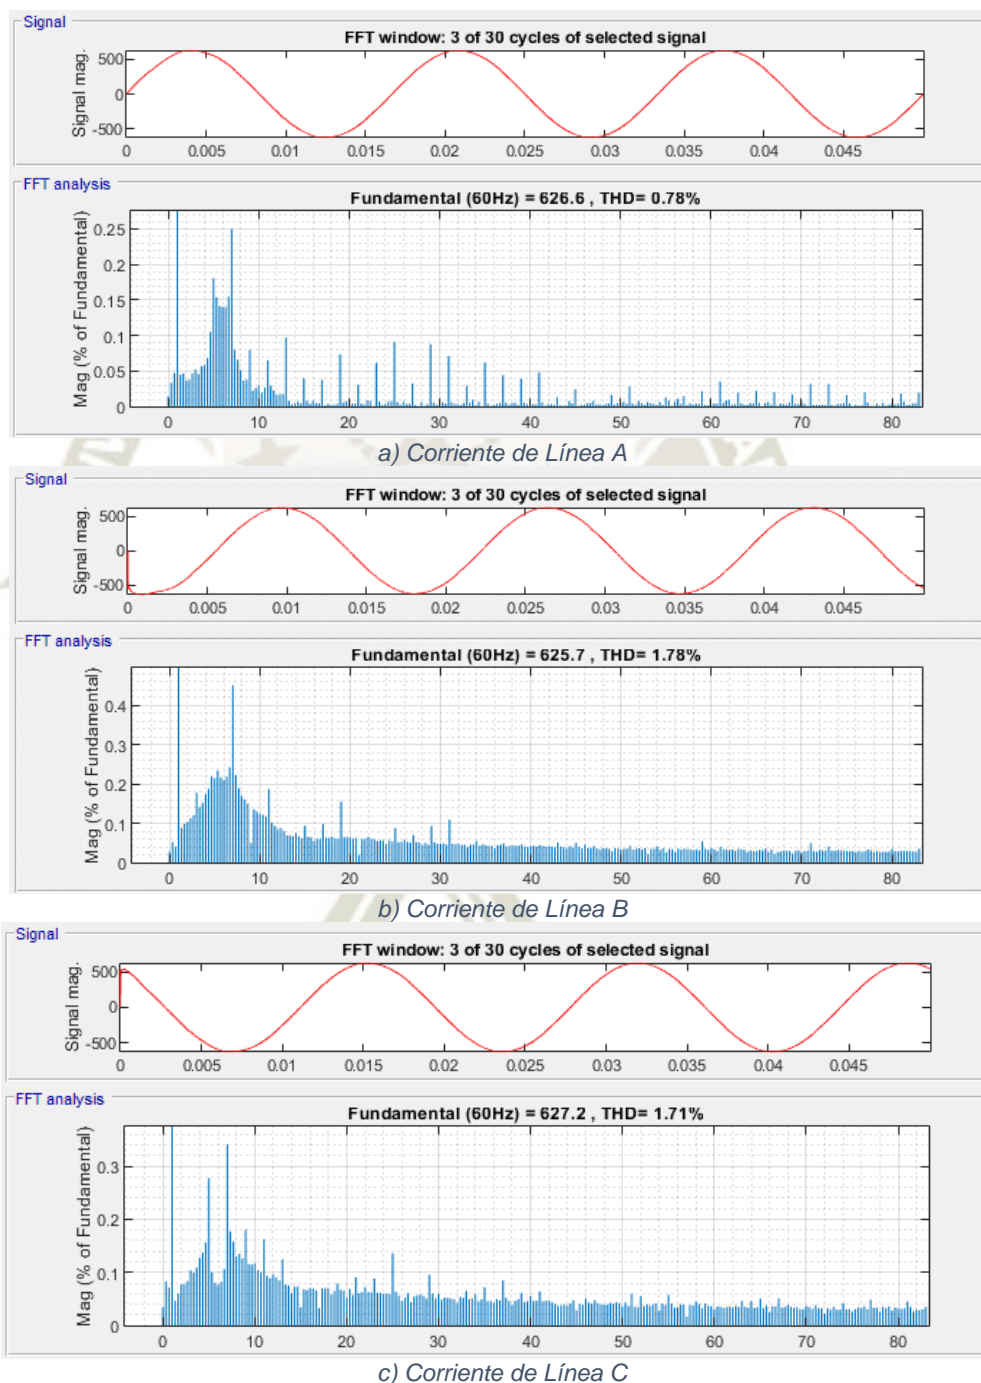 Signal
FFT window: 3 of 30 cycles of selected signal
Signal mag.
500
0
-500
0 0.005 0.01 0.015 0.02 0.025 0.03 0.035 0.04 0.045
FFT analysis
Fundamental (60Hz) = 626.6 , THD= 0.78%
Mag (% of Fundamental)
0.25
0.2
0.15
0.1
0.05
0
0 10 20 30 40 50 60 70 80
a) Corriente de Línea A
Signal
FFT window: 3 of 30 cycles of selected signal
Signal mag.
500
0
-500
0 0.005 0.01 0.015 0.02 0.025 0.03 0.035 0.04 0.045
FFT analysis
Fundamental (60Hz) = 625.7 , THD= 1.78%
Mag (% of Fundamental)
0.4
0.3
0.2
0.1
0
0 10 20 30 40 50 60 70 80
b) Corriente de Línea B
Signal
FFT window: 3 of 30 cycles of selected signal
Signal mag.
500
0
-500
0 0.005 0.01 0.015 0.02 0.025 0.03 0.035 0.04 0.045
FFT analysis
Fundamental (60Hz) = 627.2 , THD= 1.71%
Mag (% of Fundamental)
0.3
0.2
0.1
0
0 10 20 30 40 50 60 70 80
c) Corriente de Línea C